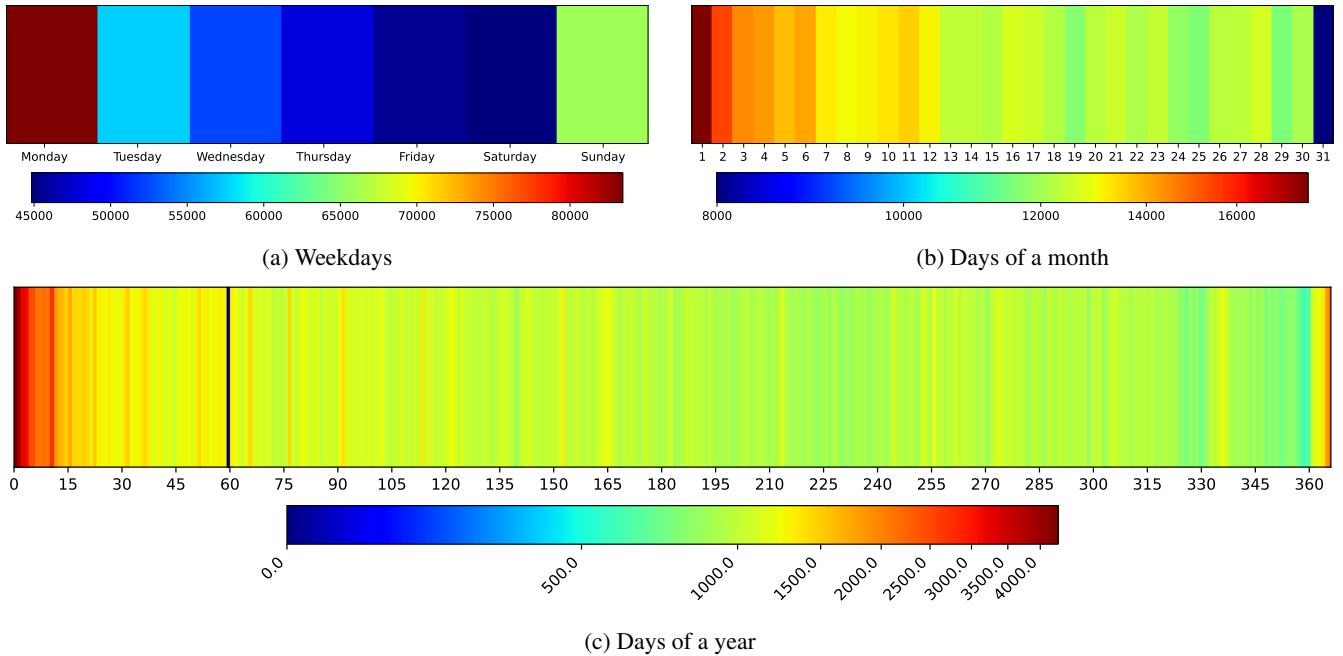 Monday Tuesday Wednesday Thursday Friday Saturday Sunday
45000 50000 55000 60000 65000 70000 75000 80000
(a) Weekdays
1 2 3 4 5 6 7 8 9 10 11 12 13 14 15 16 17 18 19 20 21 22 23 24 25 26 27 28 29 30 31
8000 10000 12000 14000 16000
(b) Days of a month
0 15 30 45 60 75 90 105 120 135 150 165 180 195 210 225 240 255 270 285 300 315 330 345 360
0.0 500.0 1000.0 1500.0 2000.0 2500.0 3000.0 3500.0 4000.0
(c) Days of a year